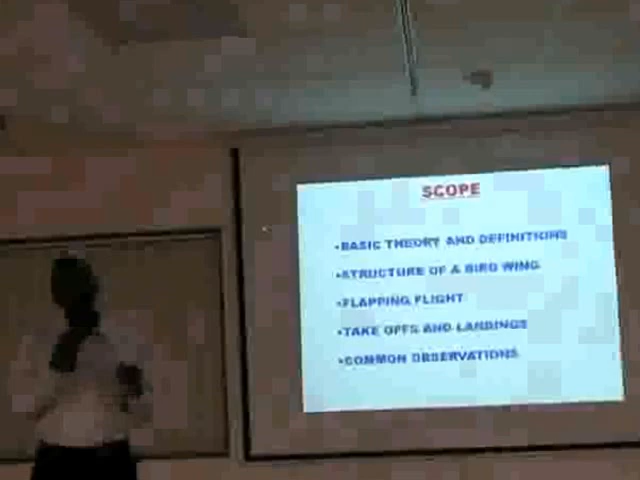 SCOPE
•BASIC THEORY AND DEFINITIONS
•STRUCTURE OF A BIRD WING
•FLAPPING FLIGHT
•TAKE OFFS AND LANDINGS
•COMMON OBSERVATIONS